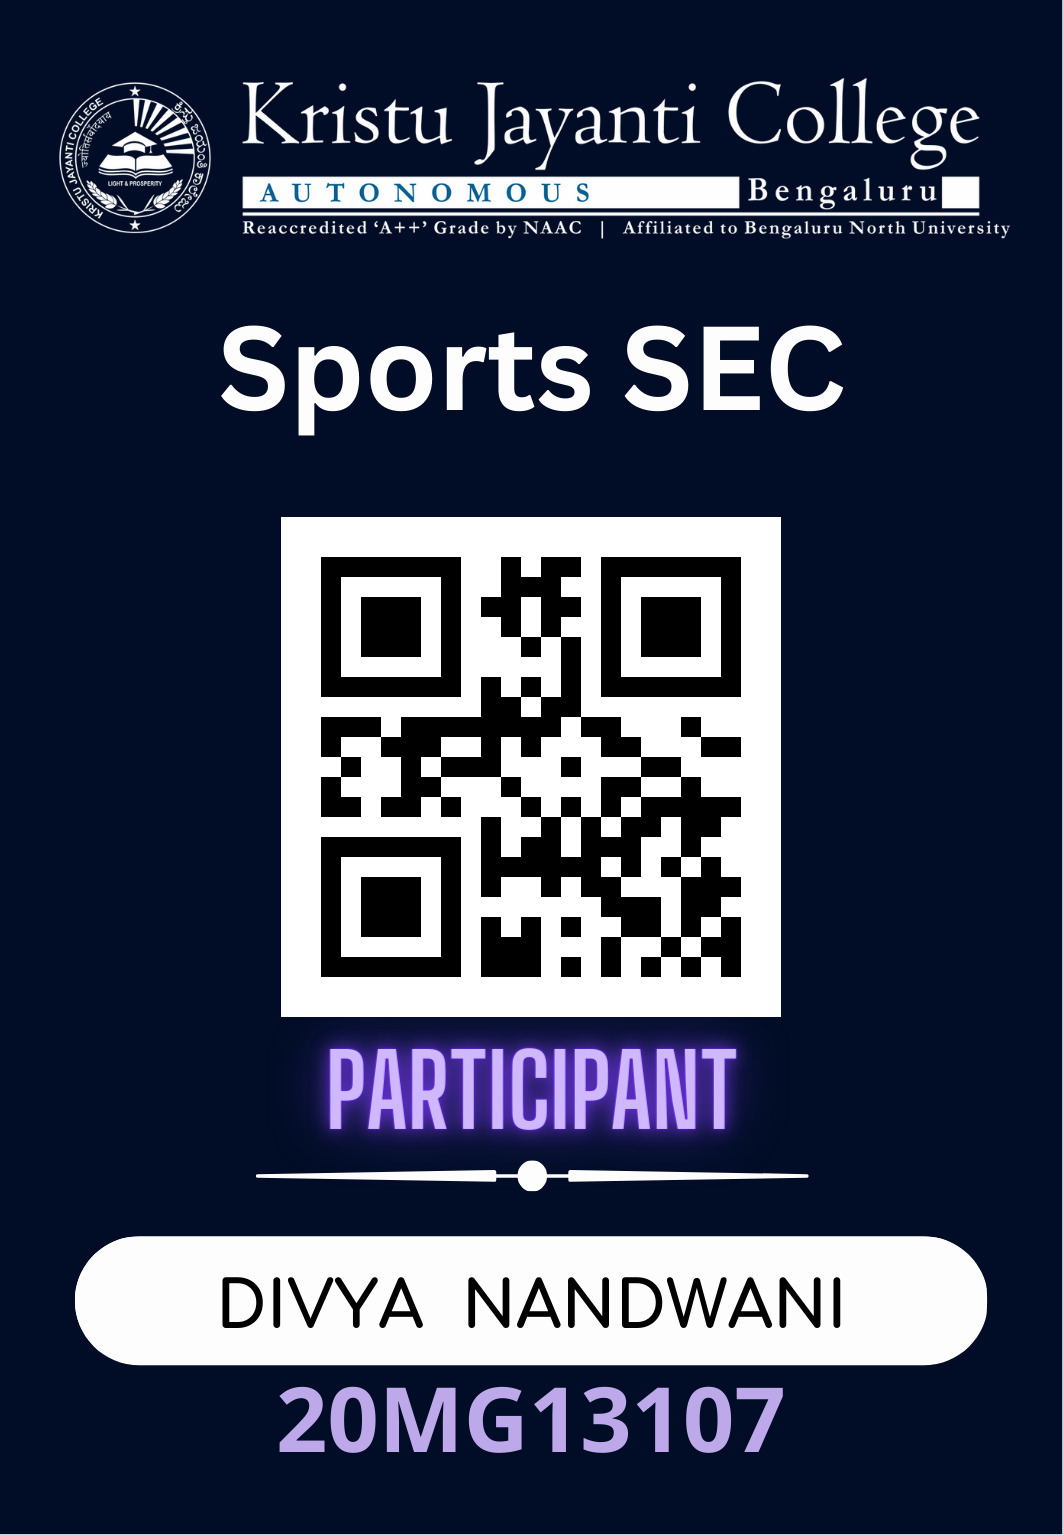 KRISTU JAYANTI COLLEGE
ज्योतिसंवादयाय
LIGHT & PROSPERITY
Kristu Jayanti College
AUTONOMOUS Bengaluru
Reaccredited ‘A++’ Grade by NAAC | Affiliated to Bengaluru North University
Sports SEC
PARTICIPANT
DIVYA NANDWANI
20MG13107